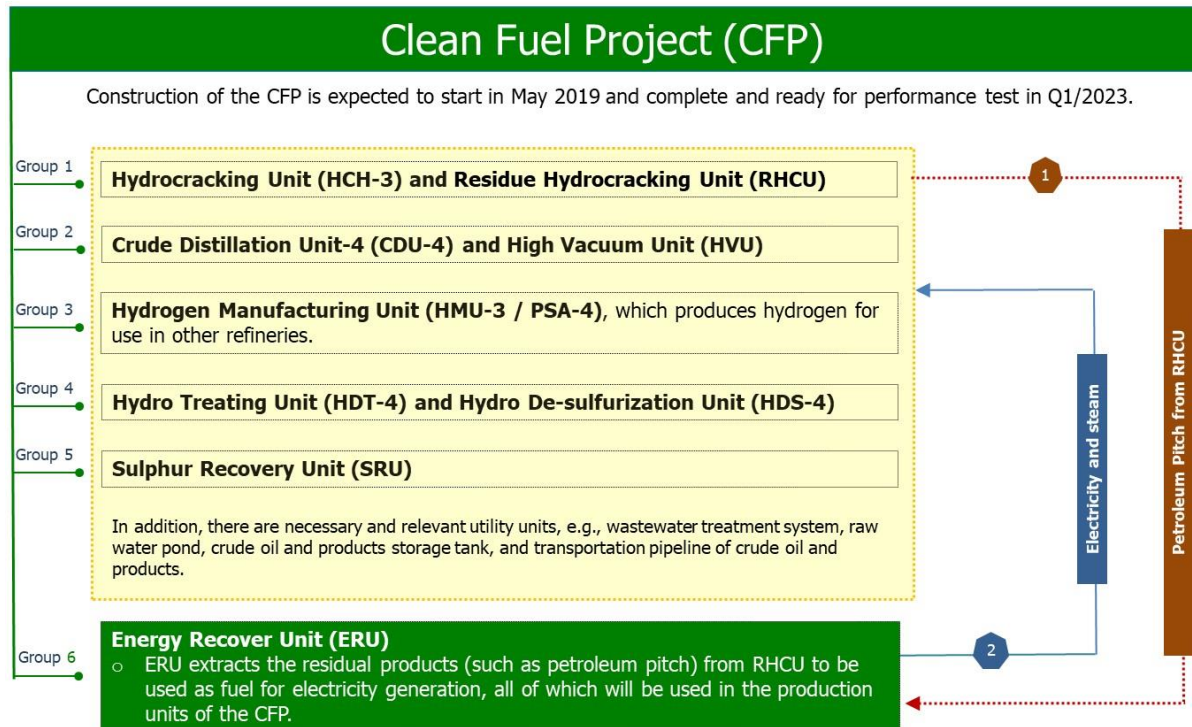 Clean Fuel Project (CFP)
Construction of the CFP is expected to start in May 2019 and complete and ready for performance test in Q1/2023.
Group 1
Hydrocracking Unit (HCH-3) and Residue Hydrocracking Unit (RHCU)
1
Group 2
Crude Distillation Unit-4 (CDU-4) and High Vacuum Unit (HVU)
Group 3
Hydrogen Manufacturing Unit (HMU-3 / PSA-4), which produces hydrogen for
use in other refineries.
Group 4
Hydro Treating Unit (HDT-4) and Hydro De-sulfurization Unit (HDS-4)
Group 5
Sulphur Recovery Unit (SRU)
In addition, there are necessary and relevant utility units, e.g., wastewater treatment system, raw
water pond, crude oil and products storage tank, and transportation pipeline of crude oil and
products.
Electricity and steam
Petroleum Pitch from RHCU
Group 6
Energy Recover Unit (ERU)
o ERU extracts the residual products (such as petroleum pitch) from RHCU to be
used as fuel for electricity generation, all of which will be used in the production
units of the CFP.
2